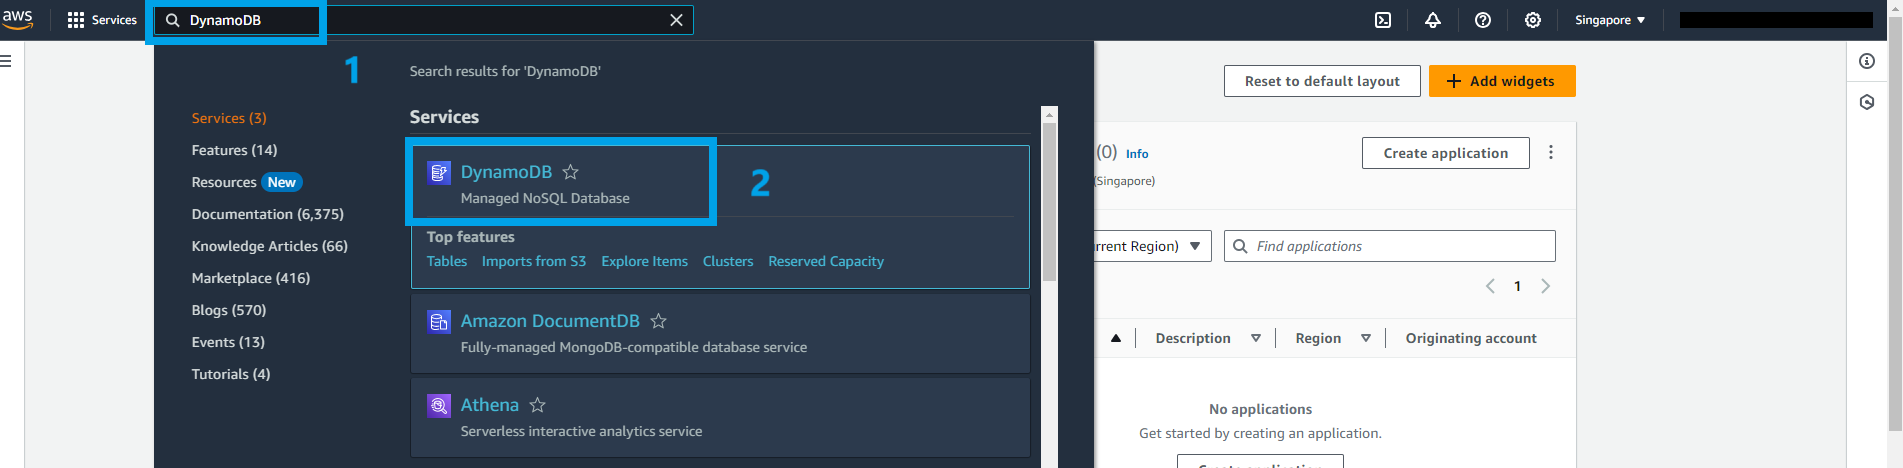 aws
Services
DynamoDB
Singapore
1
Search results for 'DynamoDB'
Reset to default layout
Add widgets
Services (3)
Features (14)
Resources New
Documentation (6,375)
Knowledge Articles (66)
Marketplace (416)
Blogs (570)
Events (13)
Tutorials (4)
Services
DynamoDB
Managed NoSQL Database
2
Top features
Tables Imports from S3 Explore Items Clusters Reserved Capacity
Amazon DocumentDB
Fully-managed MongoDB-compatible database service
Athena
Serverless interactive analytics service
(0) Info
Create application
(Singapore)
Region)
Find applications
1
Description Region Originating account
No applications
Get started by creating an application.
Create application